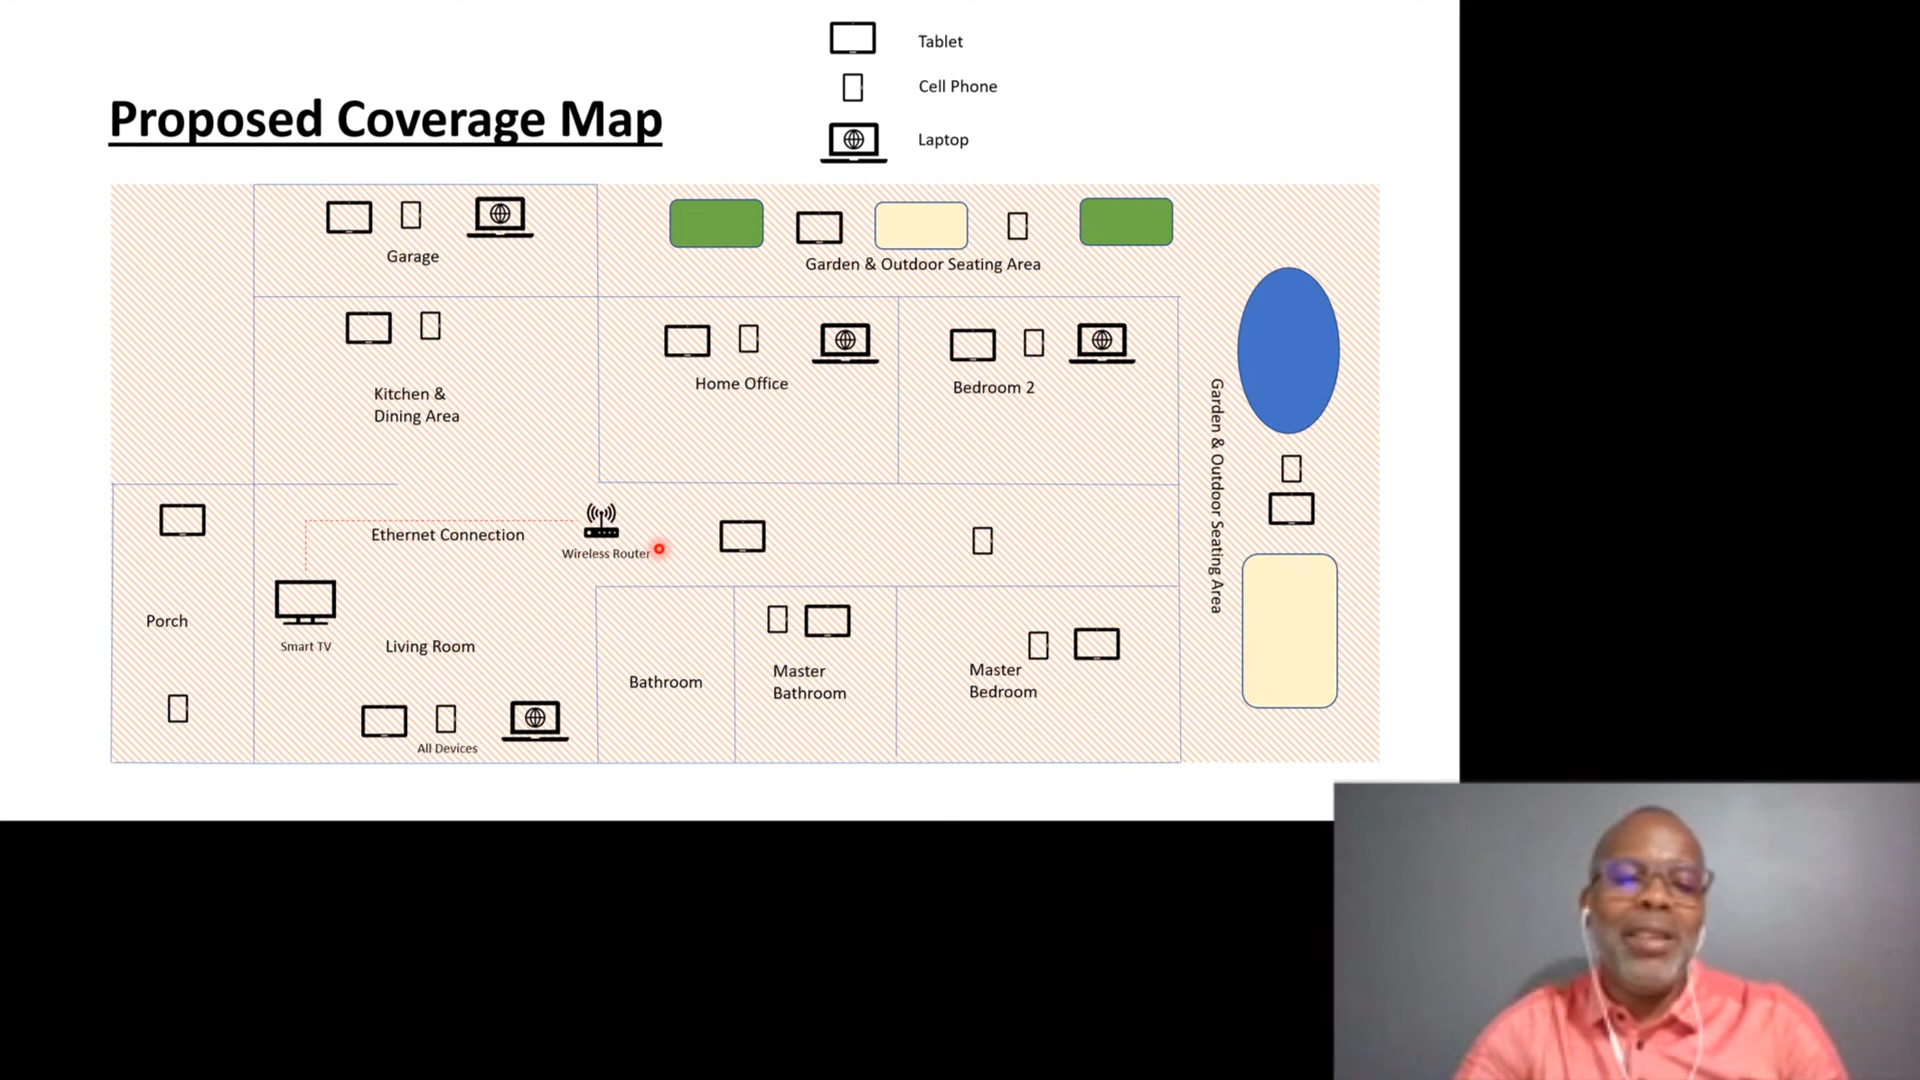 Tablet
Cell Phone
Laptop
Proposed Coverage Map
Garage
Garden & Outdoor Seating Area
Kitchen &
Dining Area
Home Office
Bedroom 2
Garden & Outdoor Seating Area
Ethernet Connection
Wireless Router
Porch
Smart TV
Living Room
Bathroom
Master
Bathroom
Master
Bedroom
All Devices